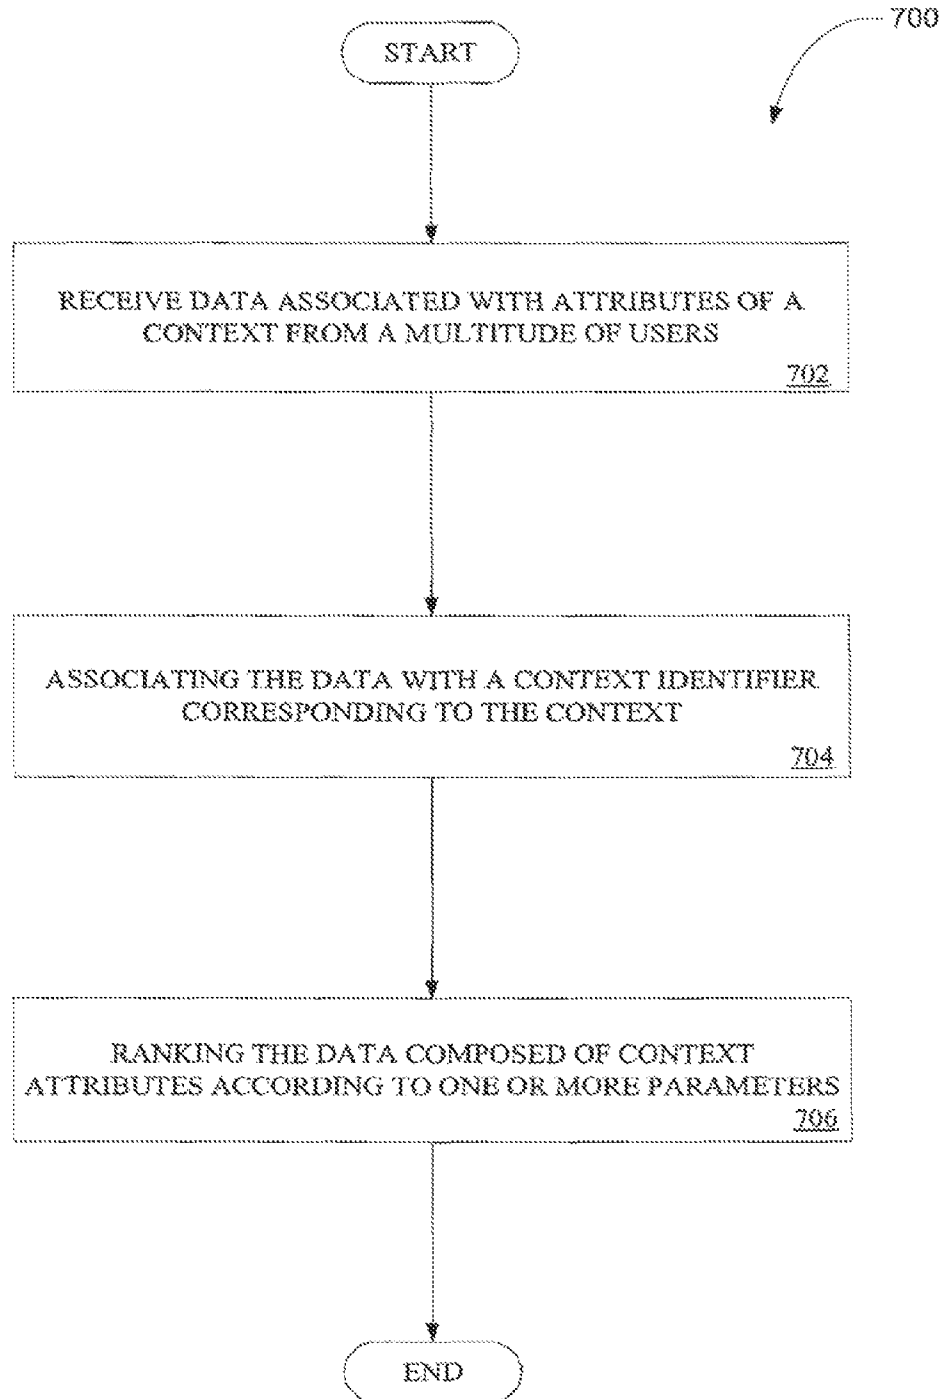 700
START
RECEIVE DATA ASSOCIATED WITH ATTRIBUTES OF A
CONTEXT FROM A MULTITUDE OF USERS
702
ASSOCIATING THE DATA WITH A CONTEXT IDENTIFIER
CORRESPONDING TO THE CONTEXT
704
RANKING THE DATA COMPOSED OF CONTEXT
ATTRIBUTES ACCORDING TO ONE OR MORE PARAMETERS
706
END